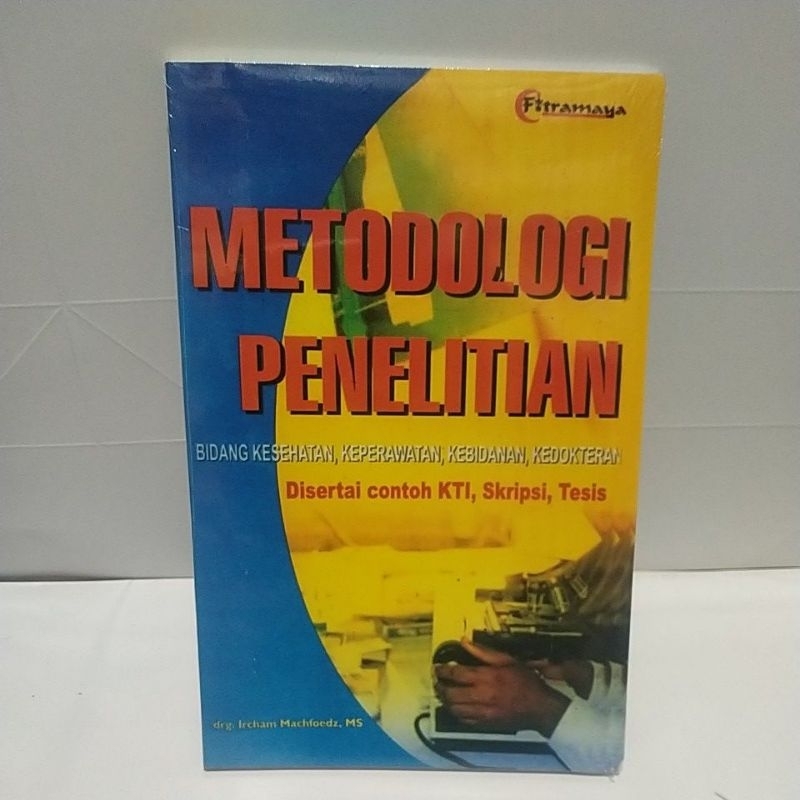 Fitramaya
METODOLOGI
PENELITIAN
BIDANG KESEHATAN, KEPERAWATAN, KEBIDANAN, KEDOKTERAN
Disertai contoh KTI, Skripsi, Tesis
drg. Ircham Machfoedz, MS